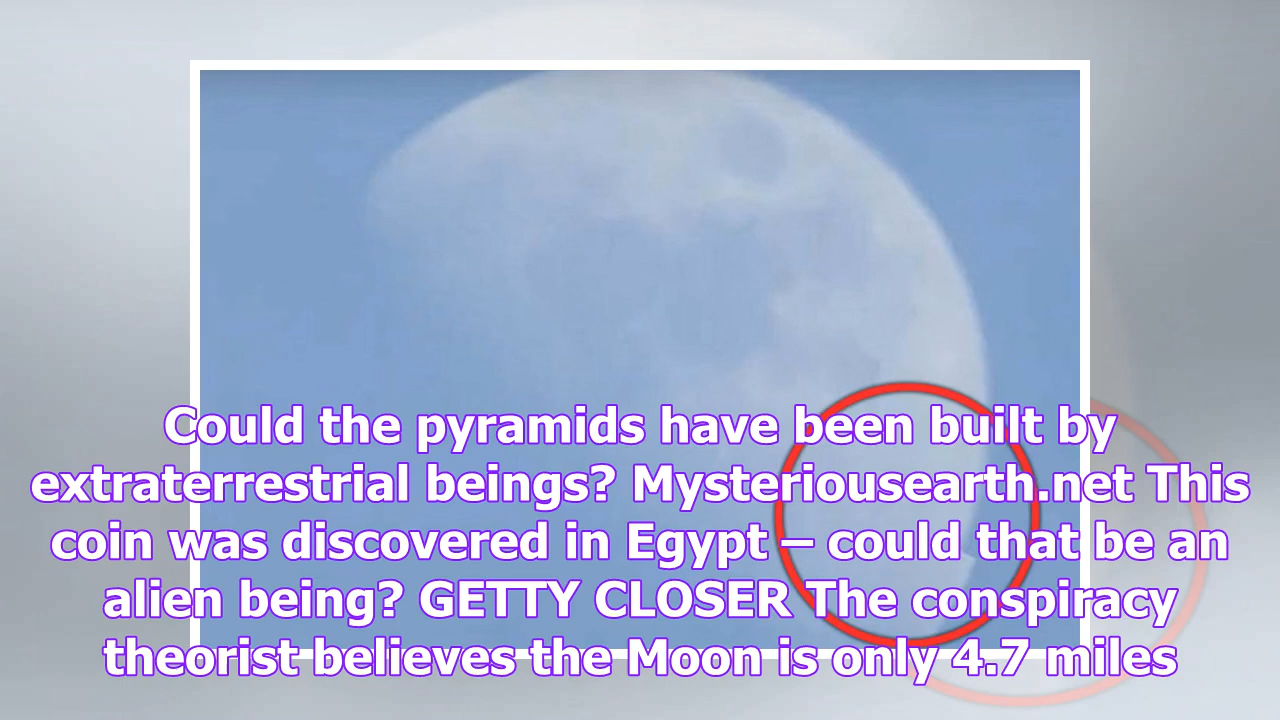 Could the pyramids have been built by
extraterrestrial beings? Mysteriousearth.net This
coin was discovered in Egypt – could that be an
alien being? GETTY CLOSER The conspiracy
theorist believes the Moon is only 4.7 miles